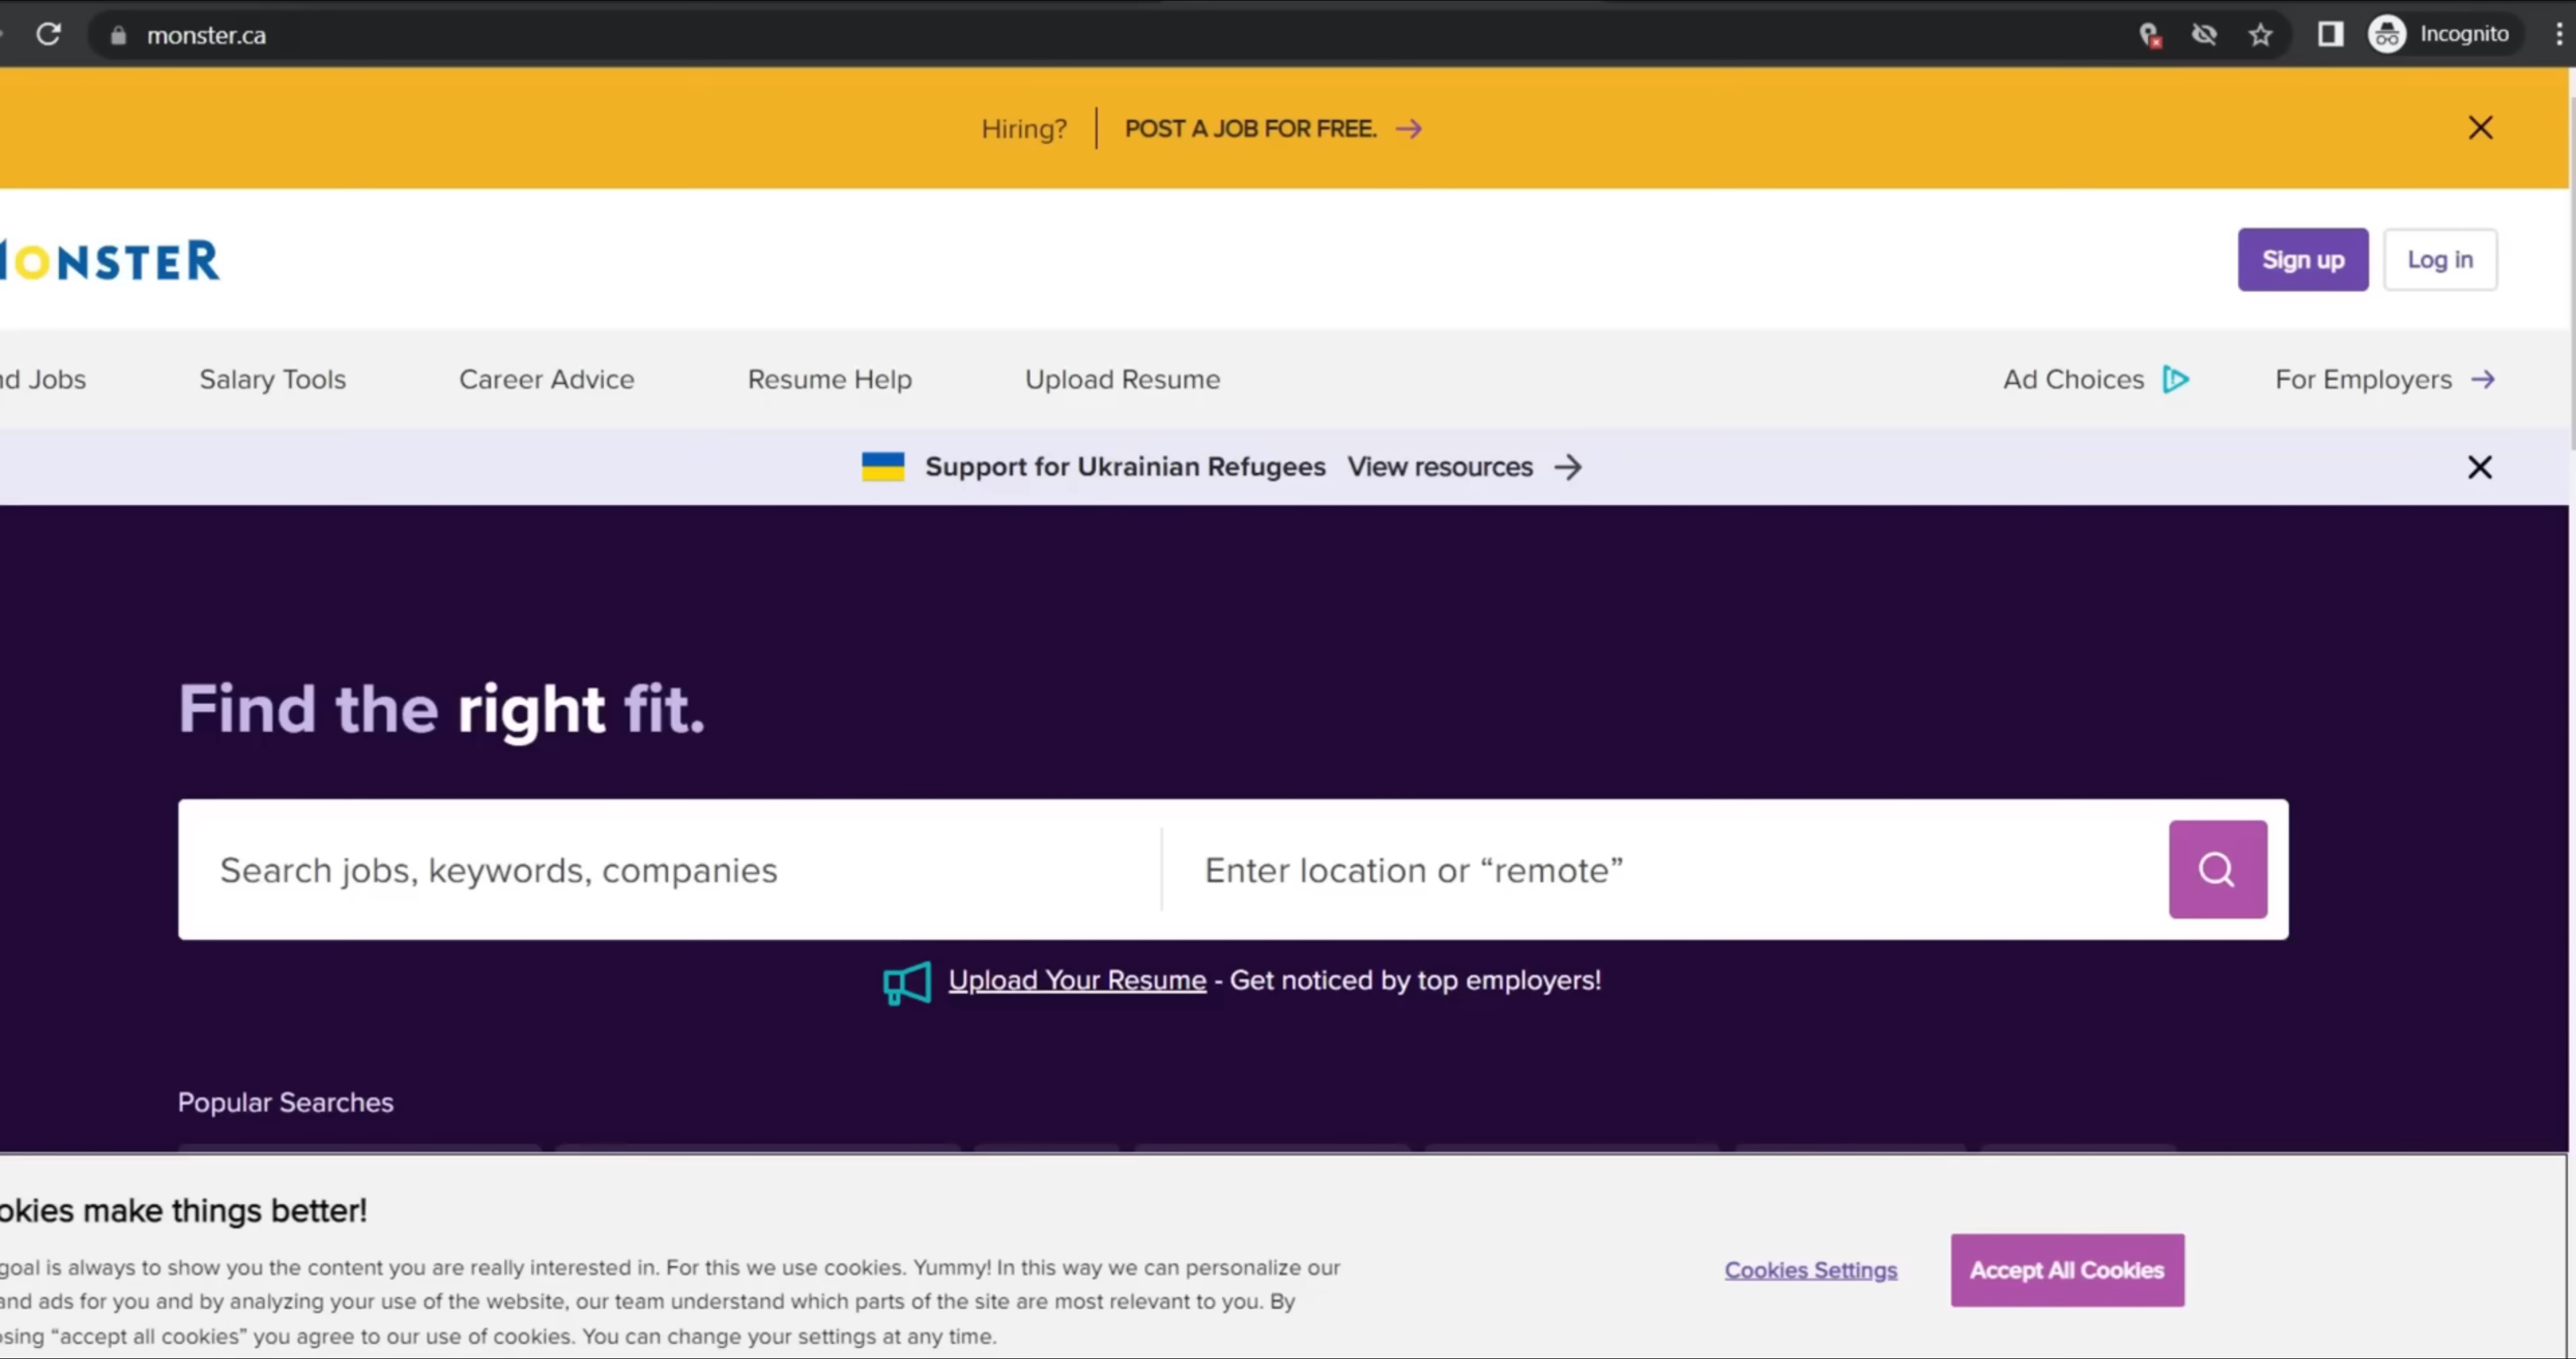 monster.ca
Incognito
Hiring? POST A JOB FOR FREE.
MONSTER
Sign up
Log in
nd Jobs
Salary Tools
Career Advice
Resume Help
Upload Resume
Ad Choices
For Employers
Support for Ukrainian Refugees View resources
Find the right fit.
Search jobs, keywords, companies
Enter location or “remote”
Upload Your Resume - Get noticed by top employers!
Popular Searches
okies make things better!
goal is always to show you the content you are really interested in. For this we use cookies. Yummy! In this way we can personalize our
and ads for you and by analyzing your use of the website, our team understand which parts of the site are most relevant to you. By
osing “accept all cookies” you agree to our use of cookies. You can change your settings at any time.
Cookies Settings
Accept All Cookies